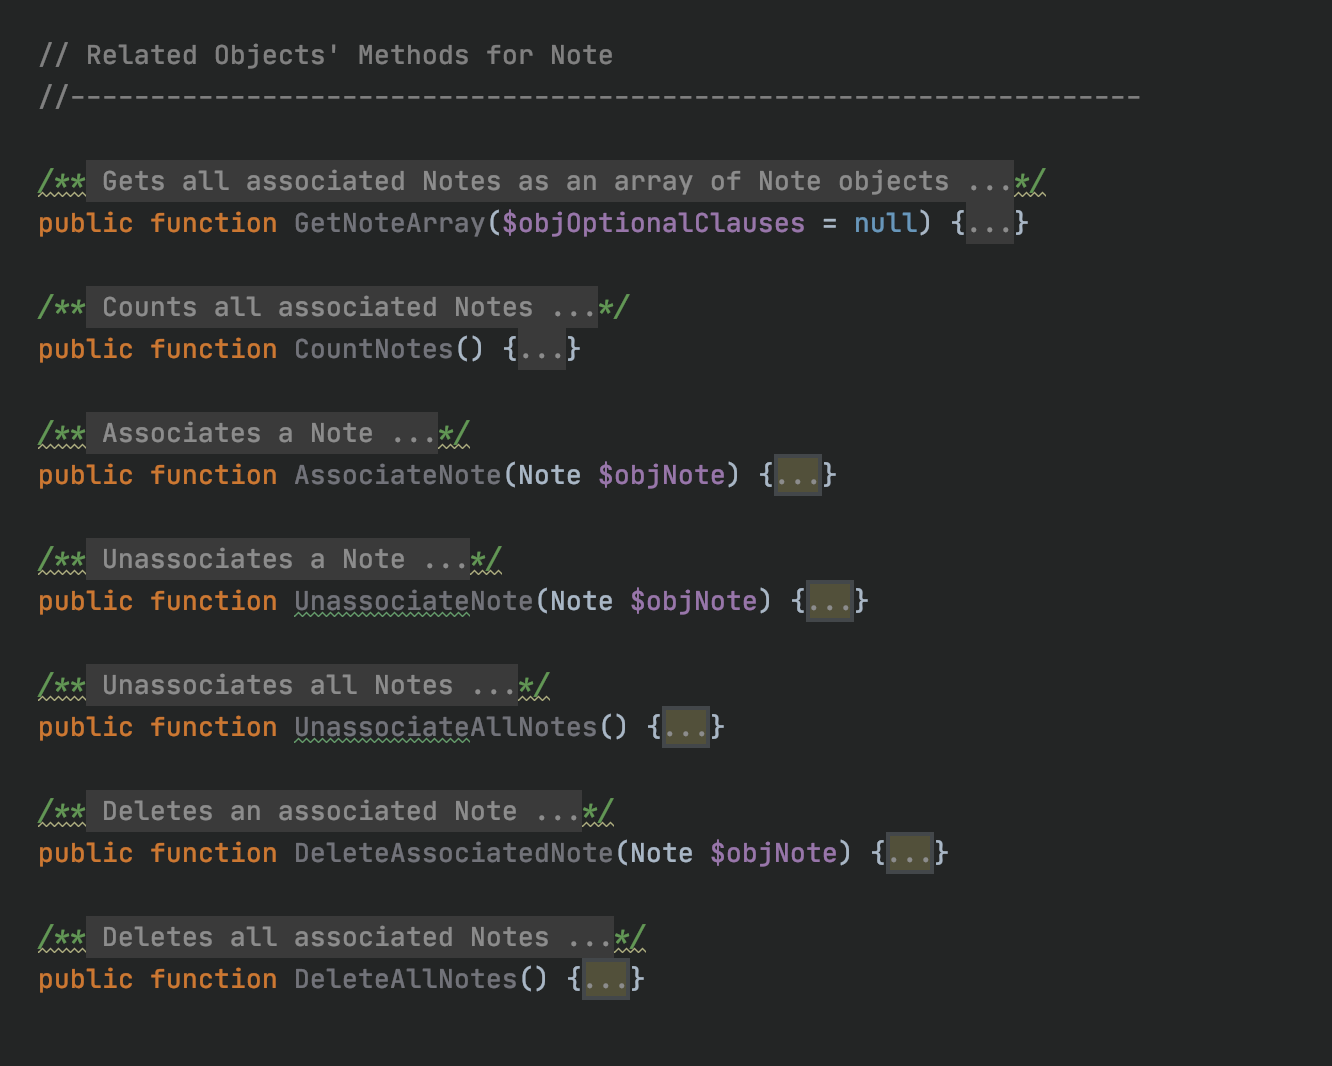 // Related Objects' Methods for Note
//-------------------------------------------------------------------
/** Gets all associated Notes as an array of Note objects ...*/
public function GetNoteArray($objOptionalClauses = null) {...}
/** Counts all associated Notes ...*/
public function CountNotes() {...}
/** Associates a Note ...*/
public function AssociateNote(Note $objNote) {...}
/** Unassociates a Note ...*/
public function UnassociateNote(Note $objNote) {...}
/** Unassociates all Notes ...*/
public function UnassociateAllNotes() {...}
/** Deletes an associated Note ...*/
public function DeleteAssociatedNote(Note $objNote) {...}
/** Deletes all associated Notes ...*/
public function DeleteAllNotes() {...}